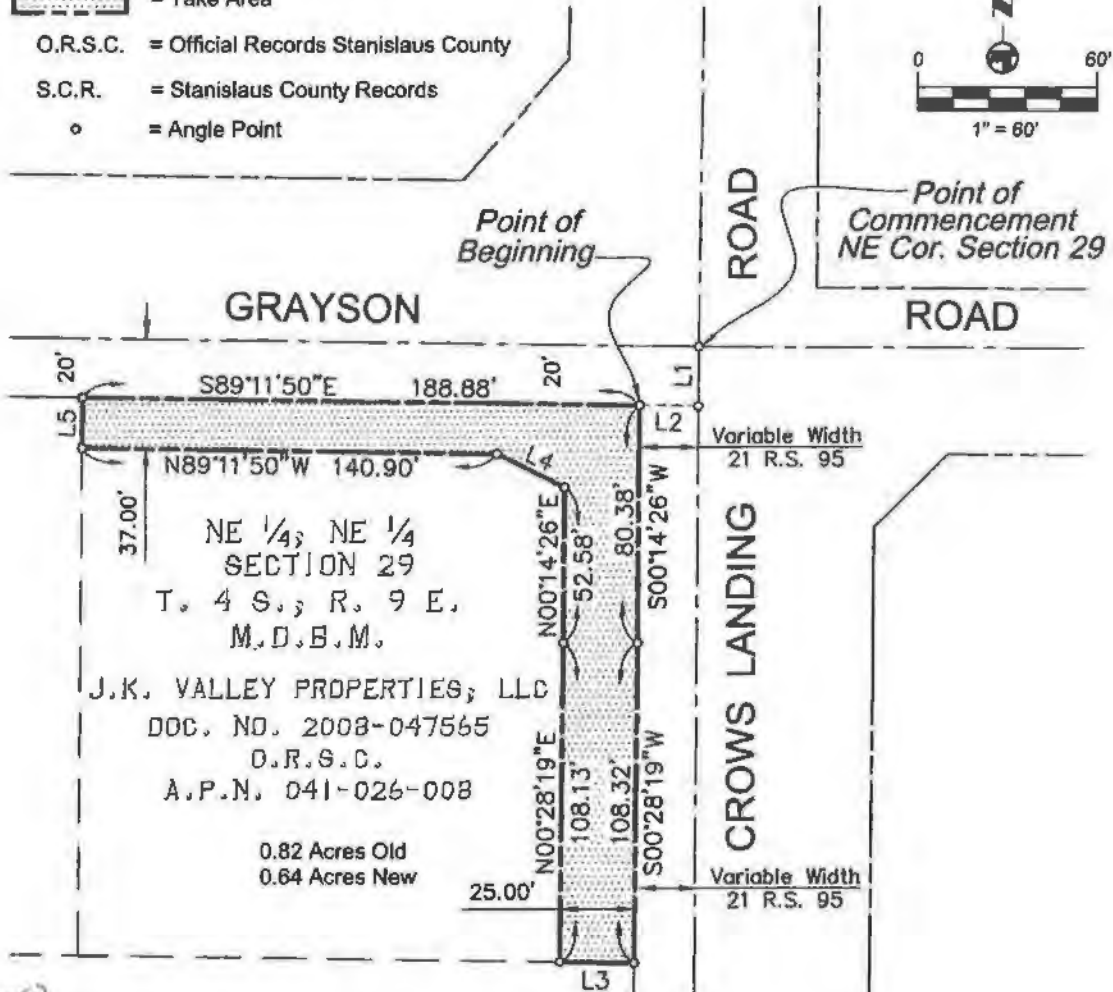 = Take Area
O.R.S.C. = Official Records Stanislaus County
S.C.R. = Stanislaus County Records
= Angle Point
0 60'
1" = 60'
Point of
Commencement
NE Cor. Section 29
Point of
Beginning
ROAD
GRAYSON
ROAD
20'
S89°11'50"E 188.88'
20'
L1
L2
L5
N89°11'50"W 140.90'
L4
Variable Width
21 R.S. 95
37.00'
N00°14'26"E
52.58'
80.38'
S00°14'26"W
NE 1/4; NE 1/4
SECTION 29
T. 4 S.; R. 9 E.
M.D.B.M.
J.K. VALLEY PROPERTIES; LLC
DOC. NO. 2008-047565
O.R.S.C.
A.P.N. 041-026-008
0.82 Acres Old
0.64 Acres New
N00°28'19"E
108.13'
108.32'
S00°28'19"W
CROWS LANDING
25.00'
Variable Width
21 R.S. 95
L3